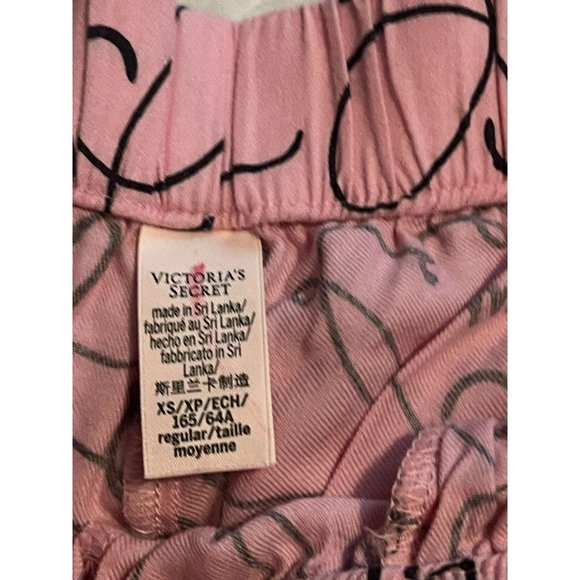 VICTORIA'S
SECRET
made in Sri Lanka/
fabriqué au Sri Lanka/
hecho en Sri Lanka/
fabbricato in Sri
Lanka/
斯里兰卡制造
XS/XP/ECH/
165/64A
regular/taille
moyenne